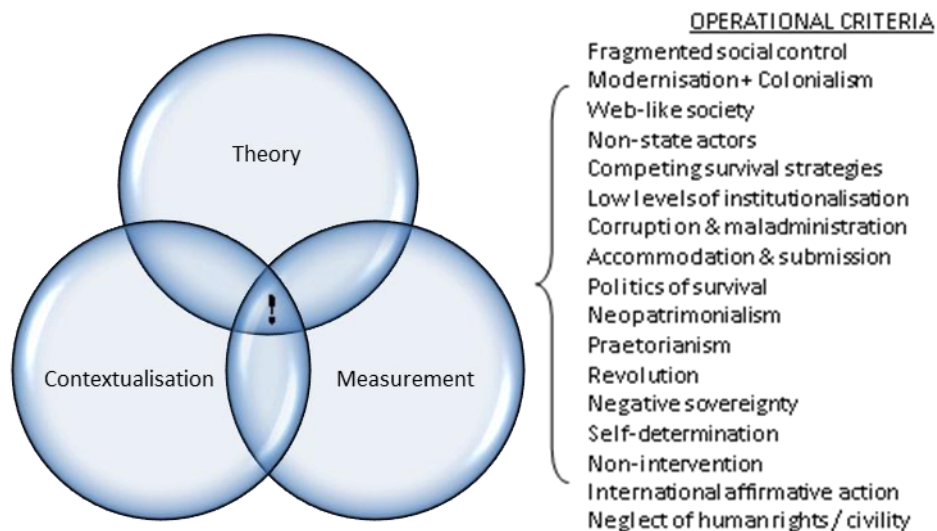 Theory
!
Contextualisation
Measurement
OPERATIONAL CRITERIA
Fragmented social control
Modernisation + Colonialism
Web-like society
Non-state actors
Competing survival strategies
Low levels of institutionalisation
Corruption & maladministration
Accommodation & submission
Politics of survival
Neopatrimonialism
Praetorianism
Revolution
Negative sovereignty
Self-determination
Non-intervention
International affirmative action
Neglect of human rights / civility